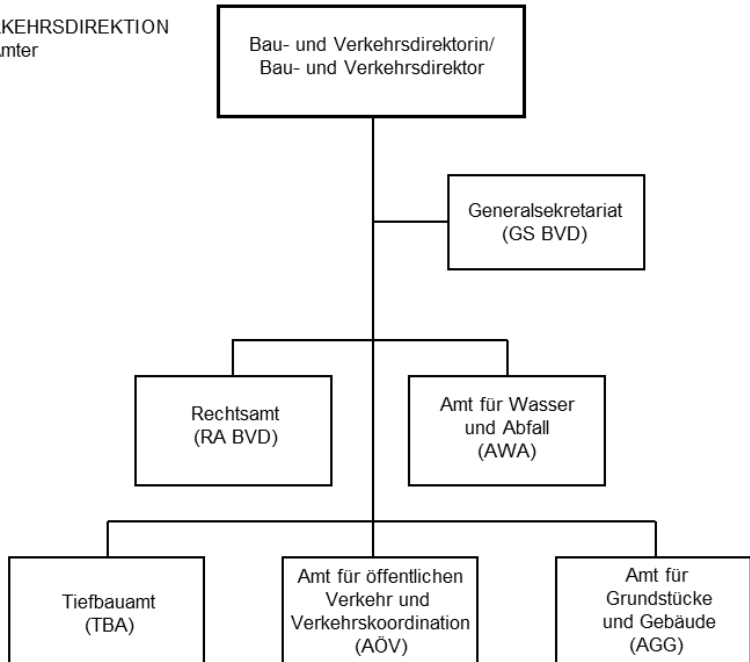 KEHRSDIREKTION
Bau- und Verkehrsdirektorin/
Bau- und Verkehrsdirektor
Generalsekretariat
(GS BVD)
Rechtsamt
(RA BVD)
Amt für Wasser
und Abfall
(AWA)
Tiefbauamt
(TBA)
Amt für öffentlichen
Verkehr und
Verkehrskoordination
(AÖV)
Amt für
Grundstücke
und Gebäude
(AGG)